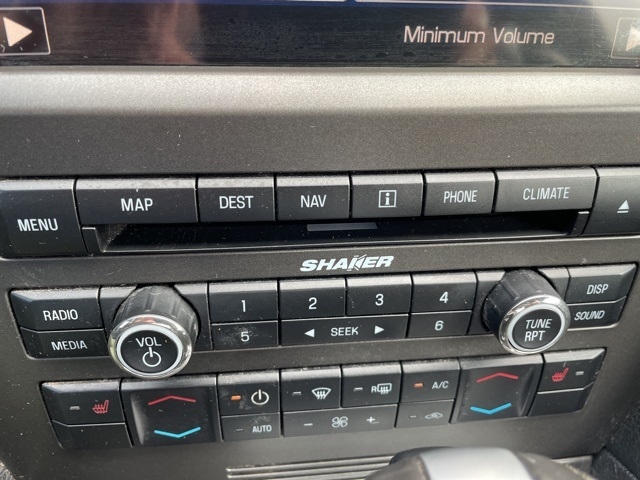 Minimum Volume
MENU MAP DEST NAV i PHONE CLIMATE
SHAKER
RADIO 1 2 3 4 DISP
MEDIA VOL 5 SEEK 6 TUNE RPT SOUND
R A/C
AUTO - +